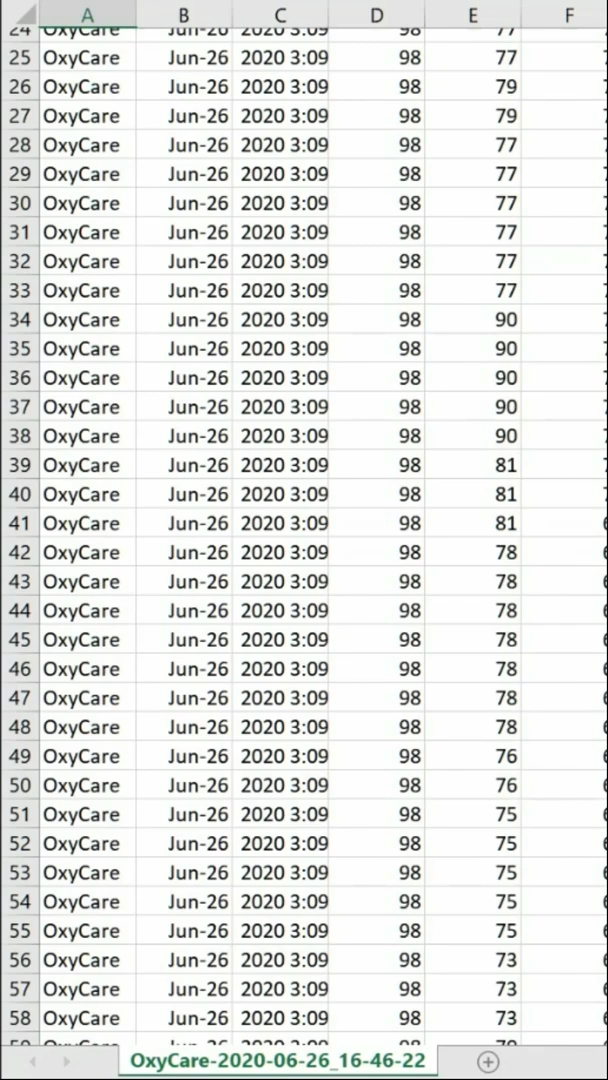 A B C D E F
24 OxyCare Jun-26 2020 3:09 98 77
25 OxyCare Jun-26 2020 3:09 98 77
26 OxyCare Jun-26 2020 3:09 98 79
27 OxyCare Jun-26 2020 3:09 98 79
28 OxyCare Jun-26 2020 3:09 98 77
29 OxyCare Jun-26 2020 3:09 98 77
30 OxyCare Jun-26 2020 3:09 98 77
31 OxyCare Jun-26 2020 3:09 98 77
32 OxyCare Jun-26 2020 3:09 98 77
33 OxyCare Jun-26 2020 3:09 98 77
34 OxyCare Jun-26 2020 3:09 98 90
35 OxyCare Jun-26 2020 3:09 98 90
36 OxyCare Jun-26 2020 3:09 98 90
37 OxyCare Jun-26 2020 3:09 98 90
38 OxyCare Jun-26 2020 3:09 98 90
39 OxyCare Jun-26 2020 3:09 98 81
40 OxyCare Jun-26 2020 3:09 98 81
41 OxyCare Jun-26 2020 3:09 98 81
42 OxyCare Jun-26 2020 3:09 98 78
43 OxyCare Jun-26 2020 3:09 98 78
44 OxyCare Jun-26 2020 3:09 98 78
45 OxyCare Jun-26 2020 3:09 98 78
46 OxyCare Jun-26 2020 3:09 98 78
47 OxyCare Jun-26 2020 3:09 98 78
48 OxyCare Jun-26 2020 3:09 98 78
49 OxyCare Jun-26 2020 3:09 98 76
50 OxyCare Jun-26 2020 3:09 98 76
51 OxyCare Jun-26 2020 3:09 98 75
52 OxyCare Jun-26 2020 3:09 98 75
53 OxyCare Jun-26 2020 3:09 98 75
54 OxyCare Jun-26 2020 3:09 98 75
55 OxyCare Jun-26 2020 3:09 98 75
56 OxyCare Jun-26 2020 3:09 98 73
57 OxyCare Jun-26 2020 3:09 98 73
58 OxyCare Jun-26 2020 3:09 98 73
OxyCare-2020-06-26_16-46-22